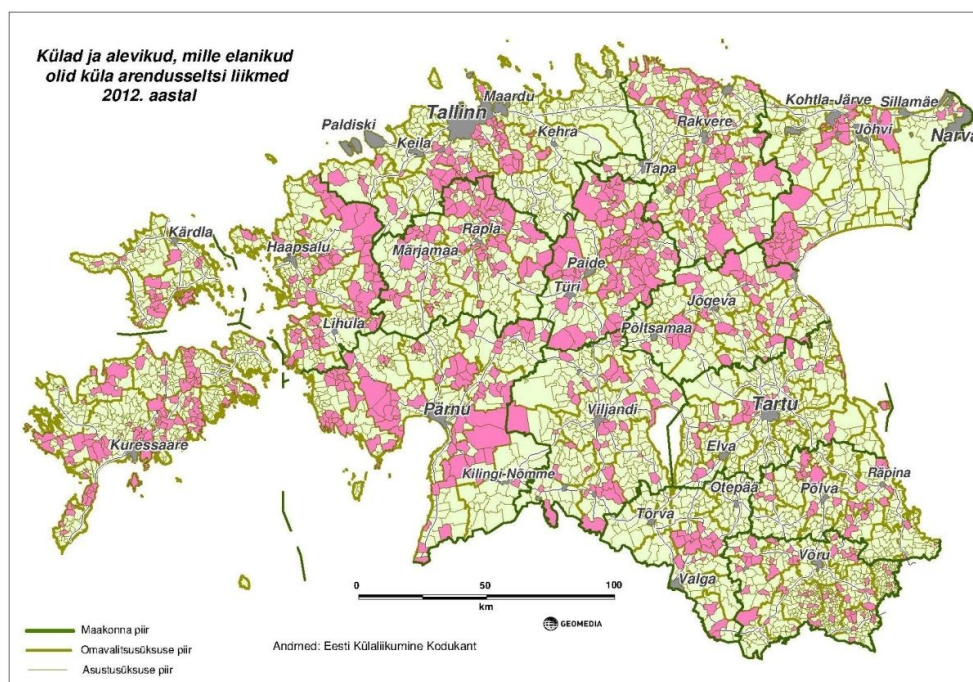 Külad ja alevikud, mille elanikud
olid küla arendusseltsi liikmed
2012. aastal
Maardu
Tallinn
Paldiski
Keila
Kehra
Kohtla-Järve
Sillamäe
Rakvere
Jõhvi
Narva
Tapa
Kärdla
Haapsalu
Märjamaa
Rapla
Paide
Türi
Jõgeva
Lihula
Põltsamaa
Pärnu
Viljandi
Tartu
Kuressaare
Elva
Kilingi-Nõmme
Otepää
Põlva
Räpina
Tõrva
Võru
Valga
0 50 100
km
GEOMEDIA
Maakonna piir
Omavalitsusüksuse piir
Asustusüksuse piir
Andmed: Eesti Külaliikumine Kodukant